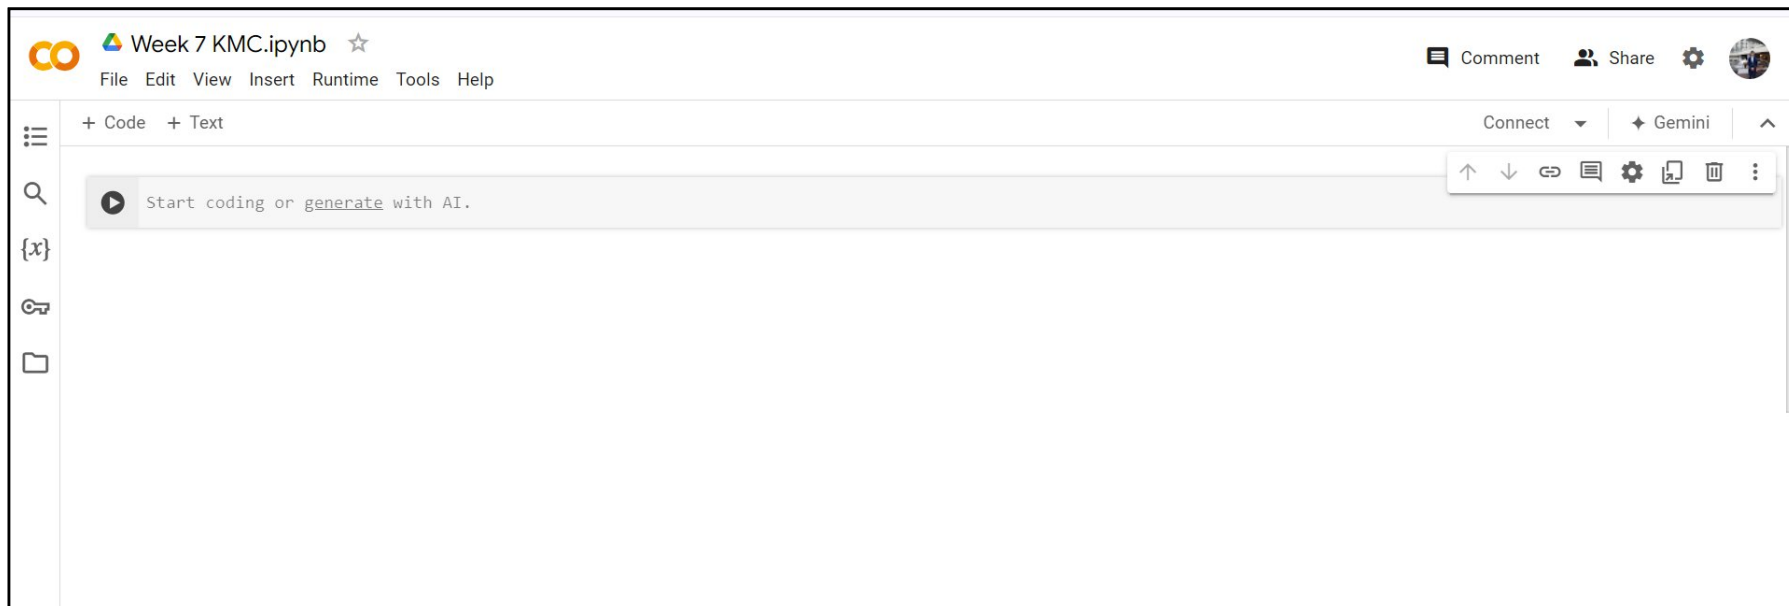 Week 7 KMC.ipynb
Comment Share
File Edit View Insert Runtime Tools Help
+ Code + Text
Connect Gemini
Start coding or generate with AI.
{x}